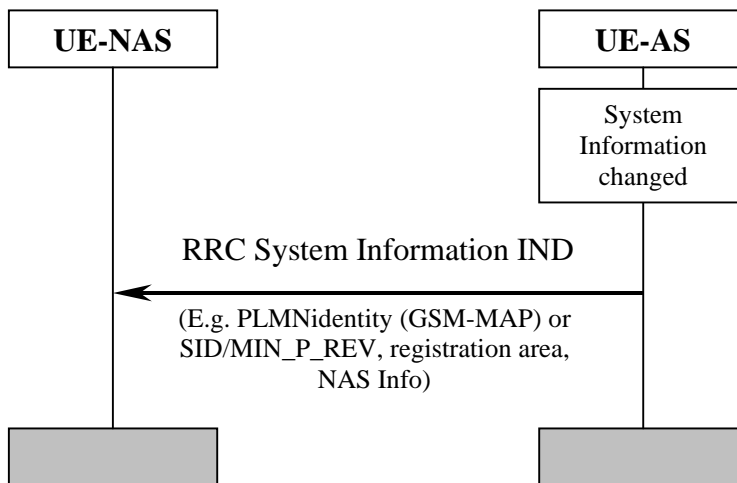 UE-NAS
UE-AS
System
Information
changed
RRC System Information IND
(E.g. PLMNidentity (GSM-MAP) or
SID/MIN_P_REV, registration area,
NAS Info)